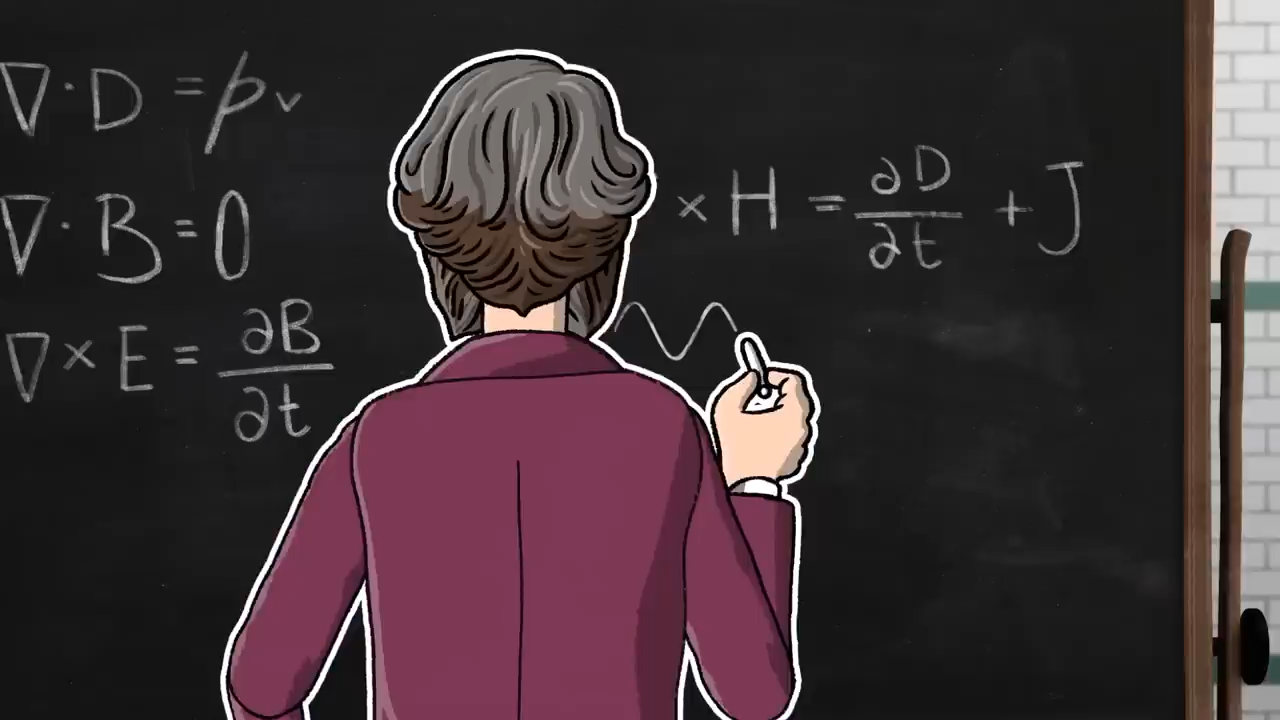 ∇·D = ρv
∇·B = 0
∇×E = ∂B/∂t
×H = ∂D/∂t + J